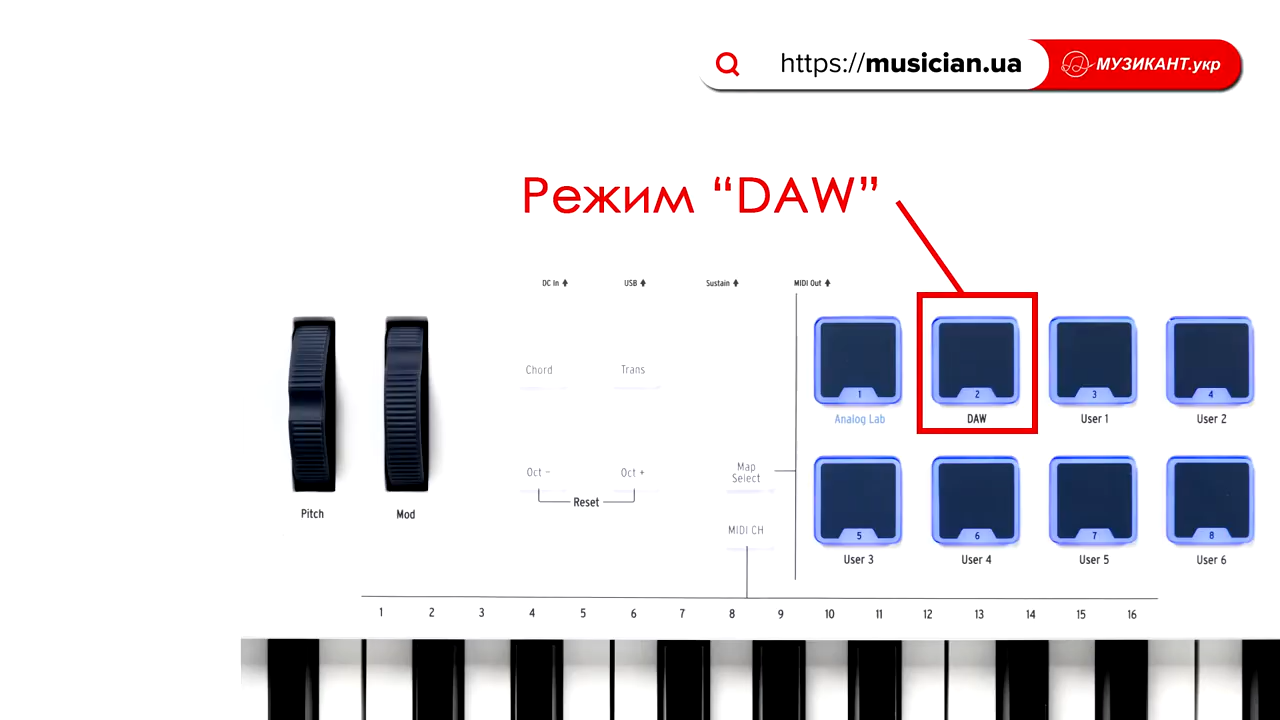 https://musician.ua
МУЗИКАНТ.укр
Режим “DAW”
DC In
USB
Sustain
MIDI Out
Chord
Trans
1
2
3
4
Analog Lab
DAW
User 1
User 2
Oct -
Oct +
Map
Select
Reset
Pitch
Mod
MIDI CH
5
6
7
8
User 3
User 4
User 5
User 6
1 2 3 4 5 6 7 8 9 10 11 12 13 14 15 16